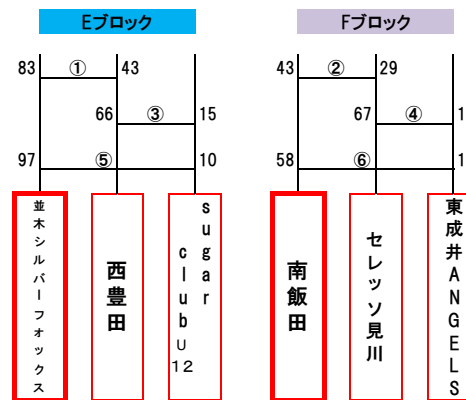 Eブロック
Fブロック
83 ① 43
43 ② 29
66 ③ 15
67 ④ 1
97 ⑤ 10
58 ⑥ 1
並木シルバーフォックス
西豊田
sugar
club U12
南飯田
セレッソ見川
東成井ANGELS